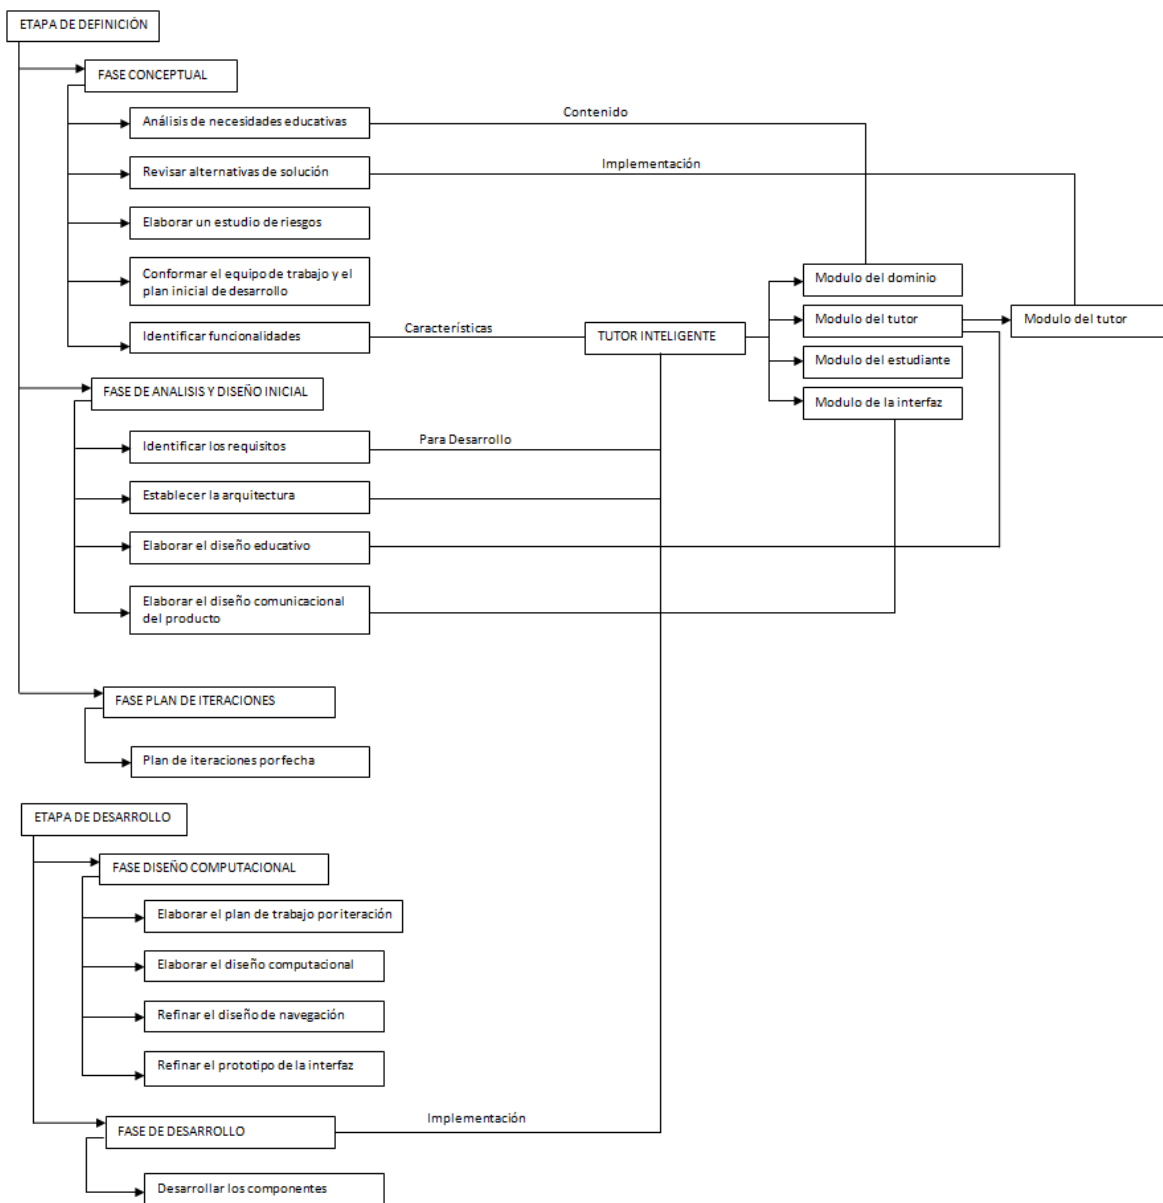 ETAPA DE DEFINICIÓN
FASE CONCEPTUAL
Análisis de necesidades educativas
Contenido
Revisar alternativas de solución
Implementación
Elaborar un estudio de riesgos
Conformar el equipo de trabajo y el
plan inicial de desarrollo
Modulo del dominio
Identificar funcionalidades
Características
TUTOR INTELIGENTE
Modulo del tutor
Modulo del tutor
Modulo del estudiante
Modulo de la interfaz
FASE DE ANALISIS Y DISEÑO INICIAL
Identificar los requisitos
Para Desarrollo
Establecer la arquitectura
Elaborar el diseño educativo
Elaborar el diseño comunicacional
del producto
FASE PLAN DE ITERACIONES
Plan de iteraciones por fecha
ETAPA DE DESARROLLO
FASE DISEÑO COMPUTACIONAL
Elaborar el plan de trabajo por iteración
Elaborar el diseño computacional
Refinar el diseño de navegación
Refinar el prototipo de la interfaz
FASE DE DESARROLLO
Implementación
Desarrollar los componentes